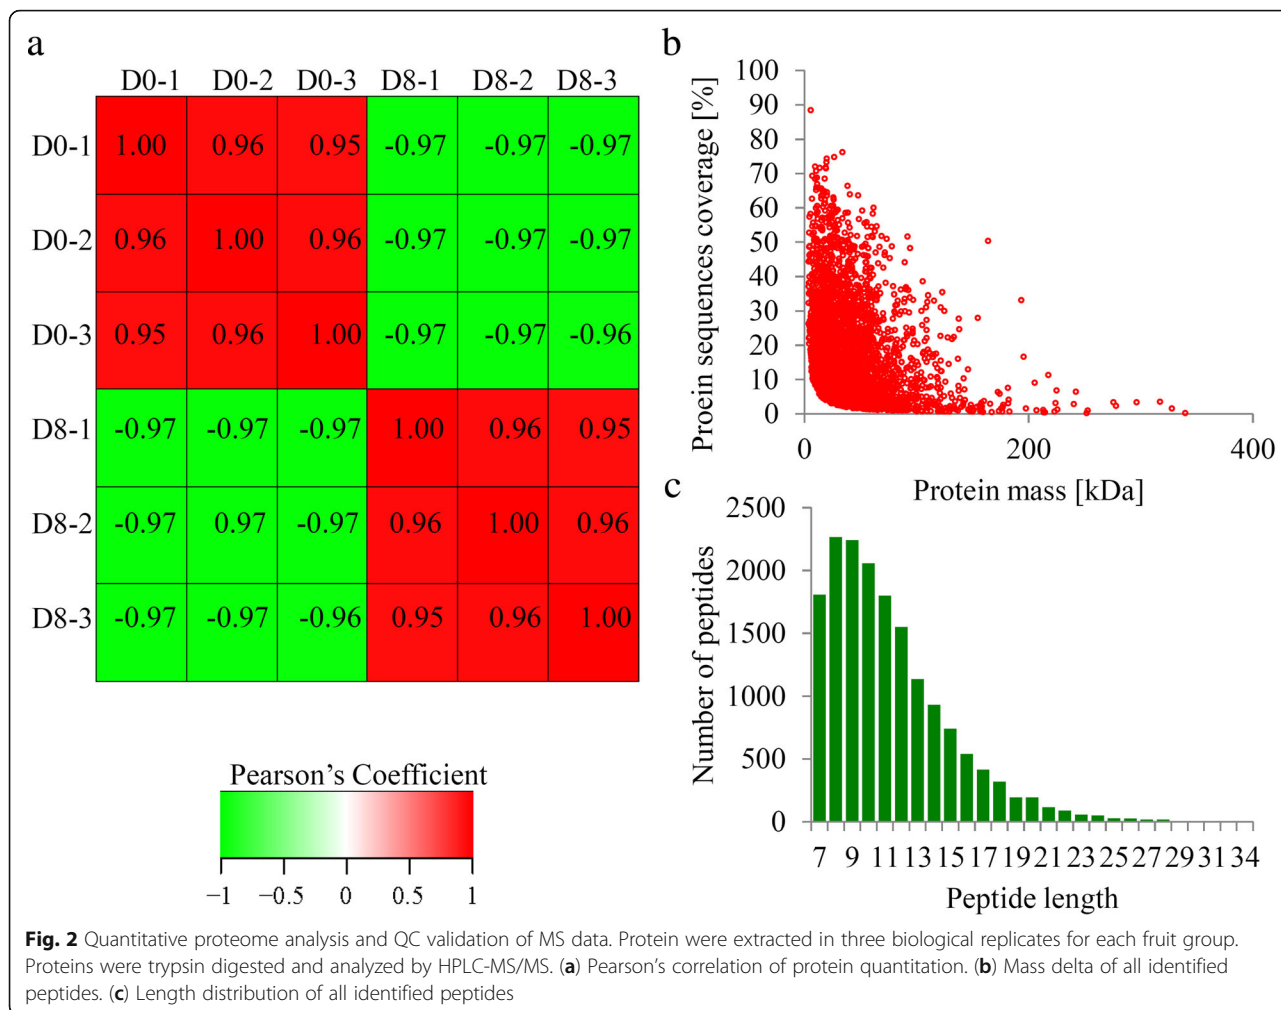 a
D0-1 D0-2 D0-3 D8-1 D8-2 D8-3
D0-1 1.00 0.96 0.95 -0.97 -0.97 -0.97
D0-2 0.96 1.00 0.96 -0.97 -0.97 -0.97
D0-3 0.95 0.96 1.00 -0.97 -0.97 -0.96
D8-1 -0.97 -0.97 -0.97 1.00 0.96 0.95
D8-2 -0.97 0.97 -0.97 0.96 1.00 0.96
D8-3 -0.97 -0.97 -0.96 0.95 0.96 1.00
Pearson's Coefficient
−1 −0.5 0 0.5 1
b
Proein sequences coverage [%]
100
90
80
70
60
50
40
30
20
10
0
0 200 400
Protein mass [kDa]
c
Number of peptides
2500
2000
1500
1000
500
0
7 9 11 13 15 17 19 21 23 25 27 29 31 34
Peptide length
Fig. 2 Quantitative proteome analysis and QC validation of MS data. Protein were extracted in three biological replicates for each fruit group.
Proteins were trypsin digested and analyzed by HPLC-MS/MS. (a) Pearson's correlation of protein quantitation. (b) Mass delta of all identified
peptides. (c) Length distribution of all identified peptides